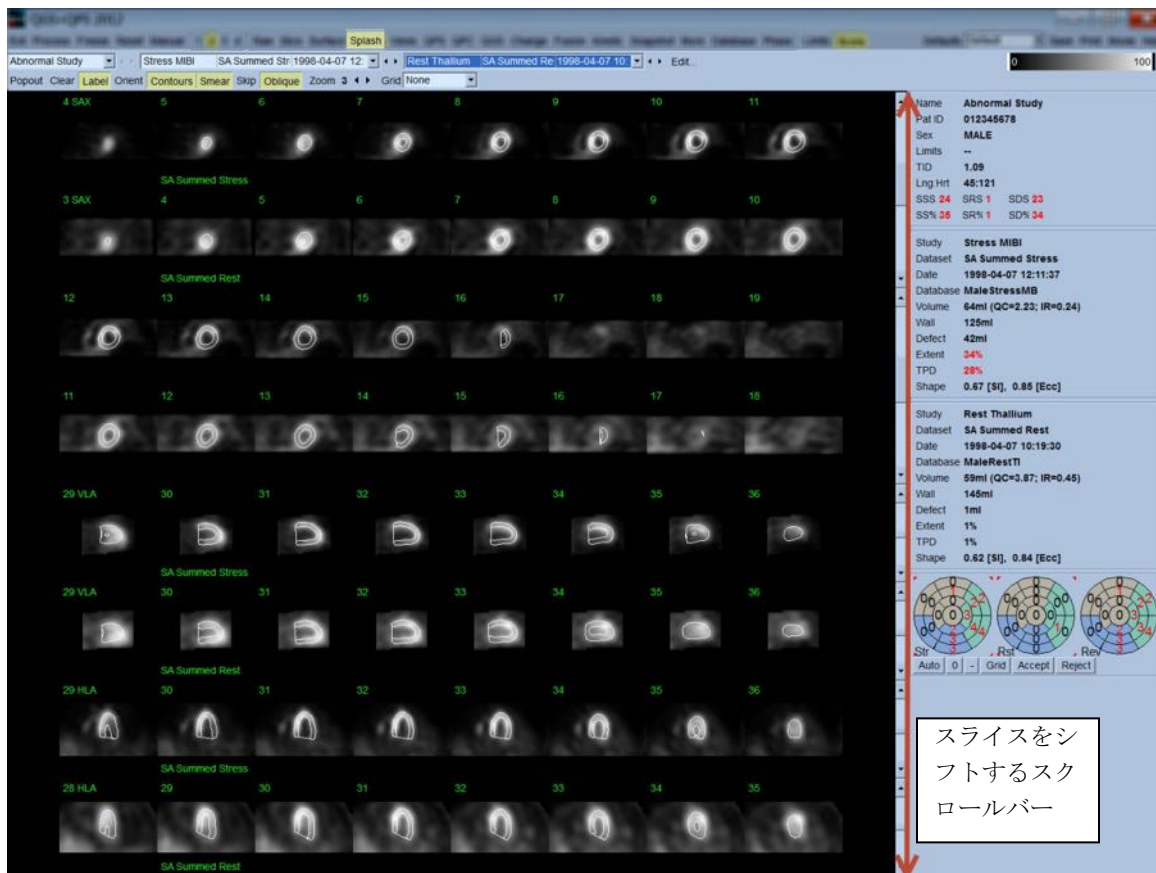 QGS+QPS 2012
Splash
Abnormal Study Stress MIBI SA Summed Str 1998-04-07 12: Rest Thallium SA Summed Re 1998-04-07 10: Edit...
0 100
Popout Clear Label Orient Contours Smear Skip Oblique Zoom 3 Grid None
4 SAX 5 6 7 8 9 10 11
SA Summed Stress
3 SAX 4 5 6 7 8 9 10
SA Summed Rest
12 13 14 15 16 17 18 19
11 12 13 14 15 16 17 18
29 VLA 30 31 32 33 34 35 36
SA Summed Stress
29 VLA 30 31 32 33 34 35 36
SA Summed Rest
29 HLA 30 31 32 33 34 35 36
SA Summed Stress
28 HLA 29 30 31 32 33 34 35
SA Summed Rest
Name Abnormal Study
Pat ID 012345678
Sex MALE
Limits --
TID 1.09
Lng:Hrt 45:121
SSS 24 SRS 1 SDS 23
SS% 35 SR% 1 SD% 34
Study Stress MIBI
Dataset SA Summed Stress
Date 1998-04-07 12:11:37
Database MaleStressMB
Volume 64ml (QC=2.23; IR=0.24)
Wall 125ml
Defect 42ml
Extent 34%
TPD 28%
Shape 0.67 [SI], 0.85 [Ecc]
Study Rest Thallium
Dataset SA Summed Rest
Date 1998-04-07 10:19:30
Database MaleRestTl
Volume 59ml (QC=3.87; IR=0.45)
Wall 145ml
Defect 1ml
Extent 1%
TPD 1%
Shape 0.62 [SI], 0.84 [Ecc]
Str Rst Rev
Auto 0 - Grid Accept Reject
スライスをシ
フトするスク
ロールバー